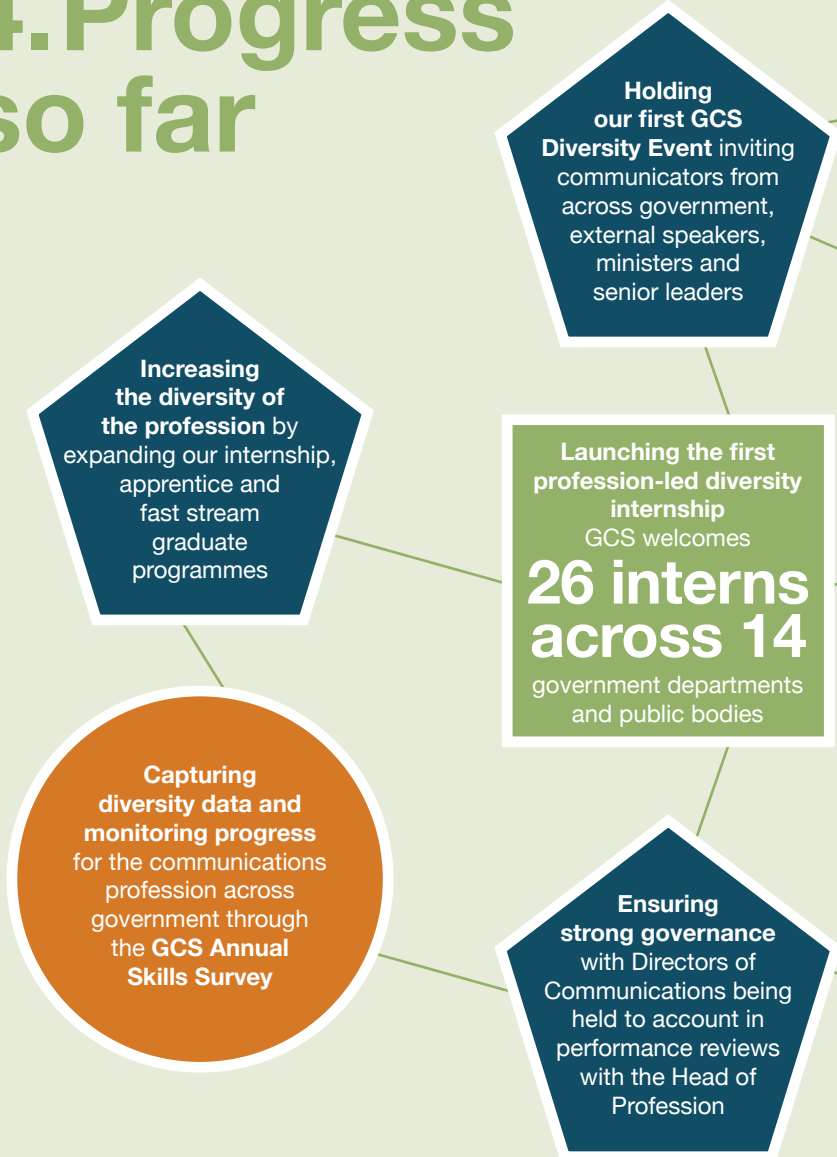 4. Progress
so far
Holding
our first GCS
Diversity Event inviting
communicators from
across government,
external speakers,
ministers and
senior leaders
Increasing
the diversity of
the profession by
expanding our internship,
apprentice and
fast stream
graduate
programmes
Launching the first
profession-led diversity
internship
GCS welcomes
26 interns
across 14
government departments
and public bodies
Capturing
diversity data and
monitoring progress
for the communications
profession across
government through
the GCS Annual
Skills Survey
Ensuring
strong governance
with Directors of
Communications being
held to account in
performance reviews
with the Head of
Profession